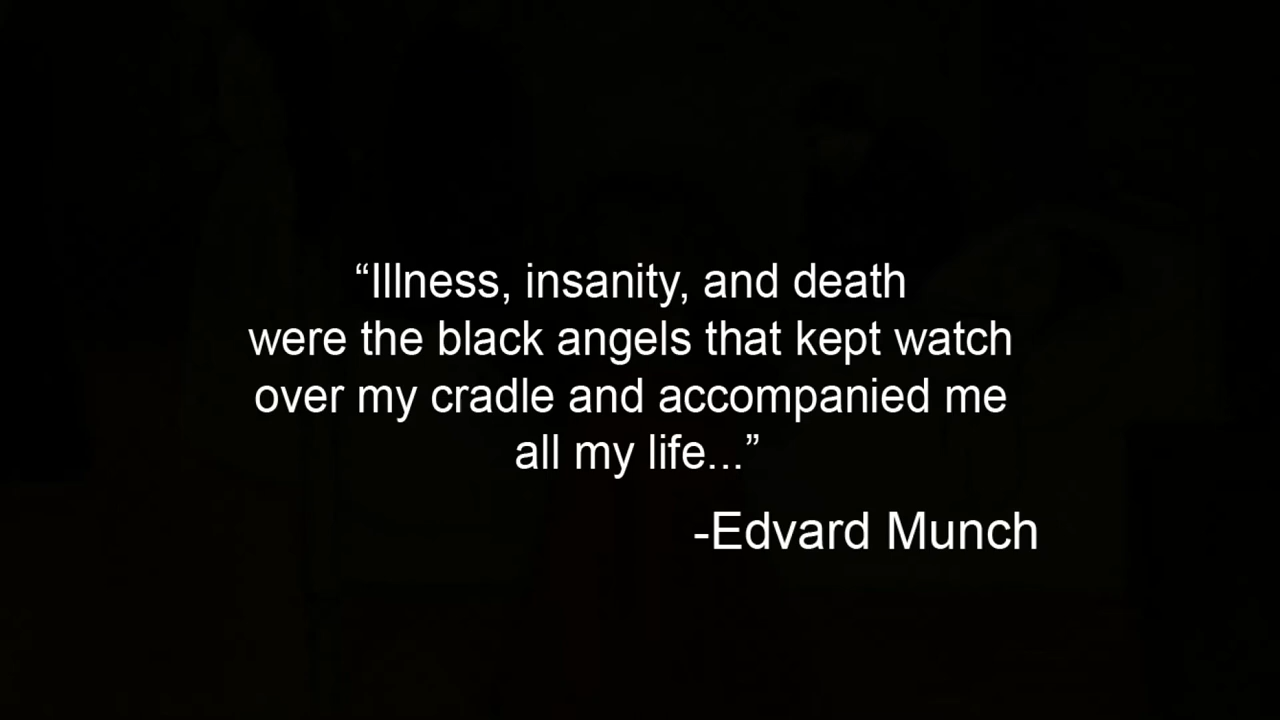 “Illness, insanity, and death
were the black angels that kept watch
over my cradle and accompanied me
all my life...”
-Edvard Munch